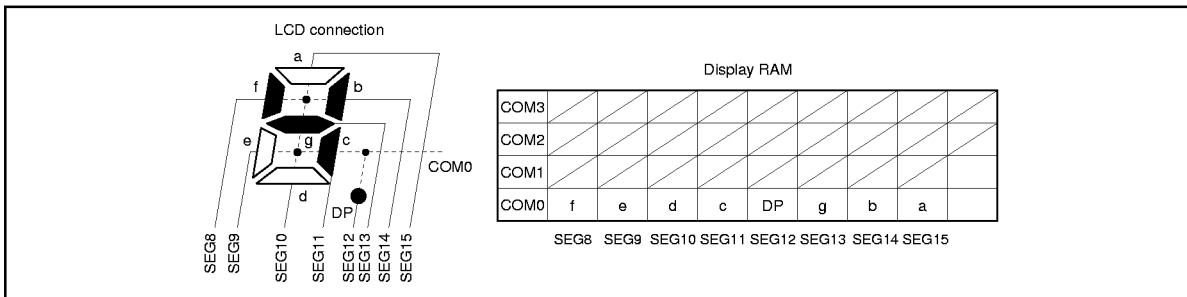 LCD connection
a
f
b
e
g
c
COM0
d
DP
SEG8
SEG9
SEG10
SEG11
SEG12
SEG13
SEG14
SEG15
Display RAM
COM3
COM2
COM1
COM0 f e d c DP g b a
SEG8 SEG9 SEG10 SEG11 SEG12 SEG13 SEG14 SEG15